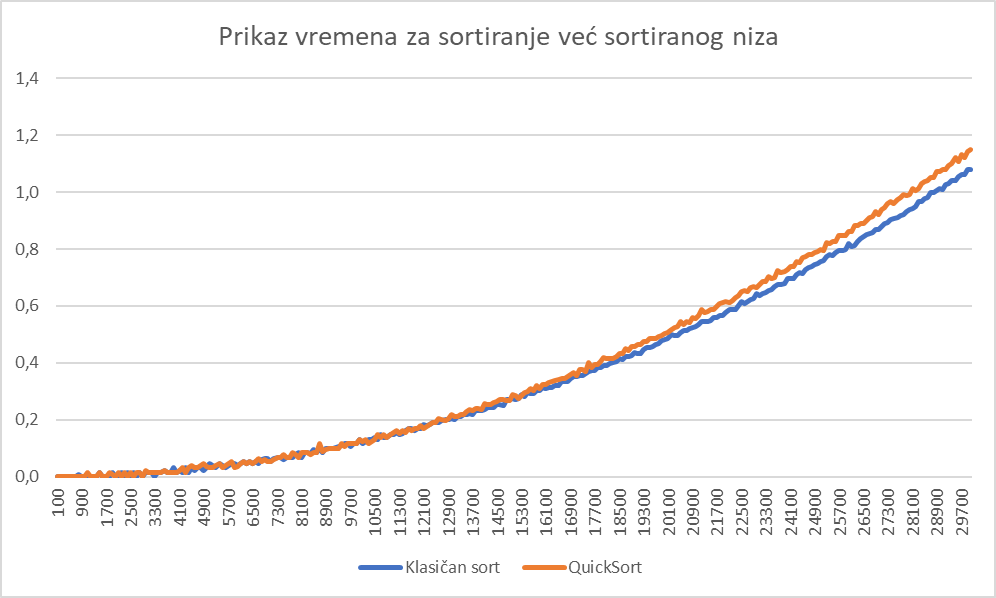 Prikaz vremena za sortiranje već sortiranog niza
1,4
1,2
1,0
0,8
0,6
0,4
0,2
0,0
100 900 1700 2500 3300 4100 4900 5700 6500 7300 8100 8900 9700 10500 11300 12100 12900 13700 14500 15300 16100 16900 17700 18500 19300 20100 20900 21700 22500 23300 24100 24900 25700 26500 27300 28100 28900 29700
Klasičan sort QuickSort